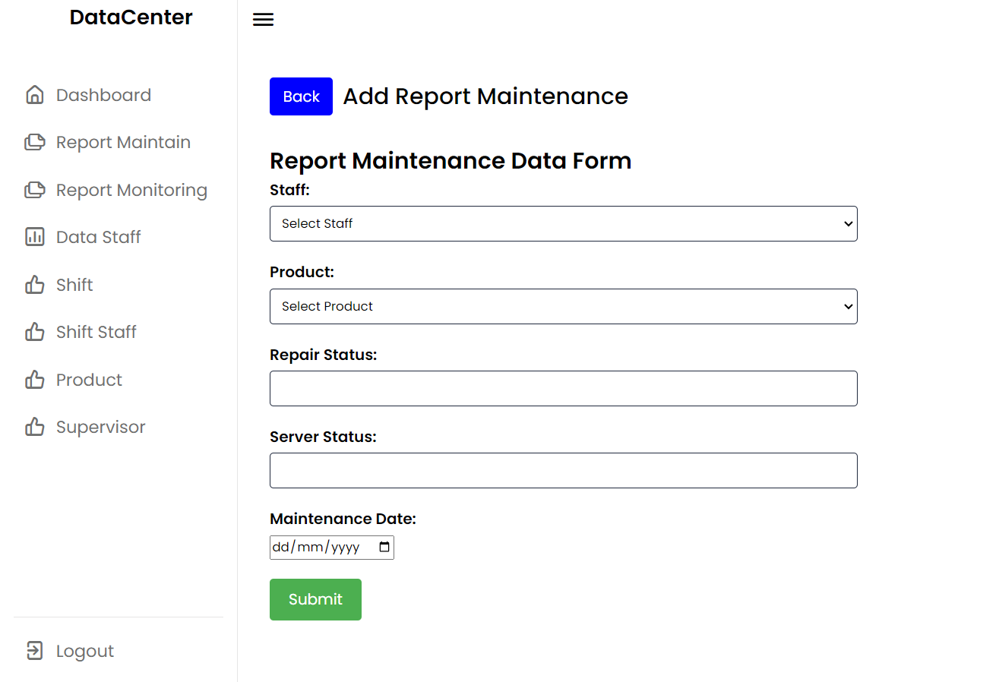 DataCenter
Dashboard
Report Maintain
Report Monitoring
Data Staff
Shift
Shift Staff
Product
Supervisor
Logout
Back
Add Report Maintenance
Report Maintenance Data Form
Staff:
Select Staff
Product:
Select Product
Repair Status:
Server Status:
Maintenance Date:
dd/mm/yyyy
Submit